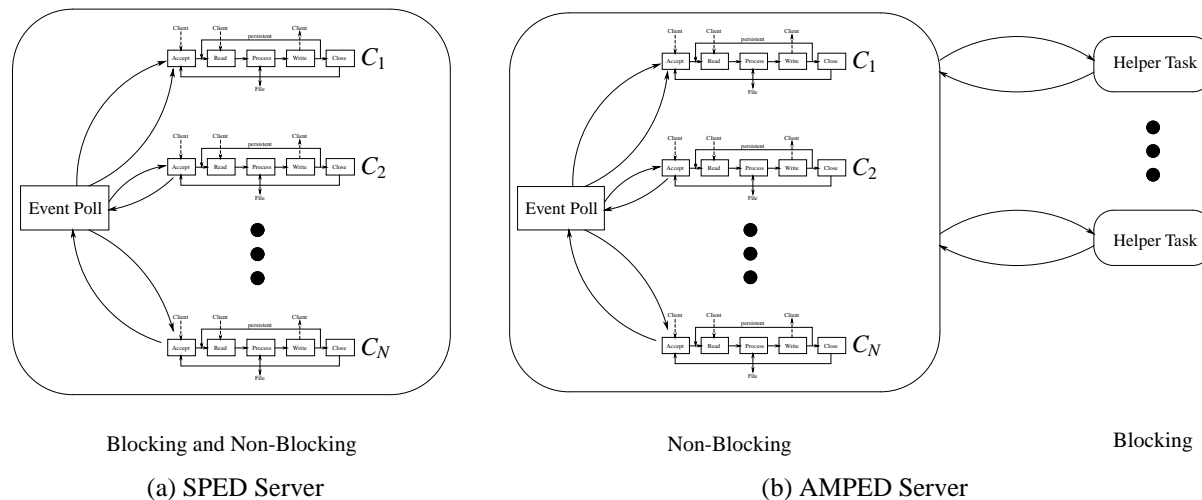 Client Client Client
persistent
Accept Read Process Write Close
C1
File
Client Client Client
persistent
Accept Read Process Write Close
C2
File
Event Poll
Client Client Client
persistent
Accept Read Process Write Close
CN
File
Blocking and Non-Blocking
(a) SPED Server
Client Client Client
persistent
Accept Read Process Write Close
C1
File
Client Client Client
persistent
Accept Read Process Write Close
C2
File
Event Poll
Client Client Client
persistent
Accept Read Process Write Close
CN
File
Helper Task
Helper Task
Non-Blocking
Blocking
(b) AMPED Server